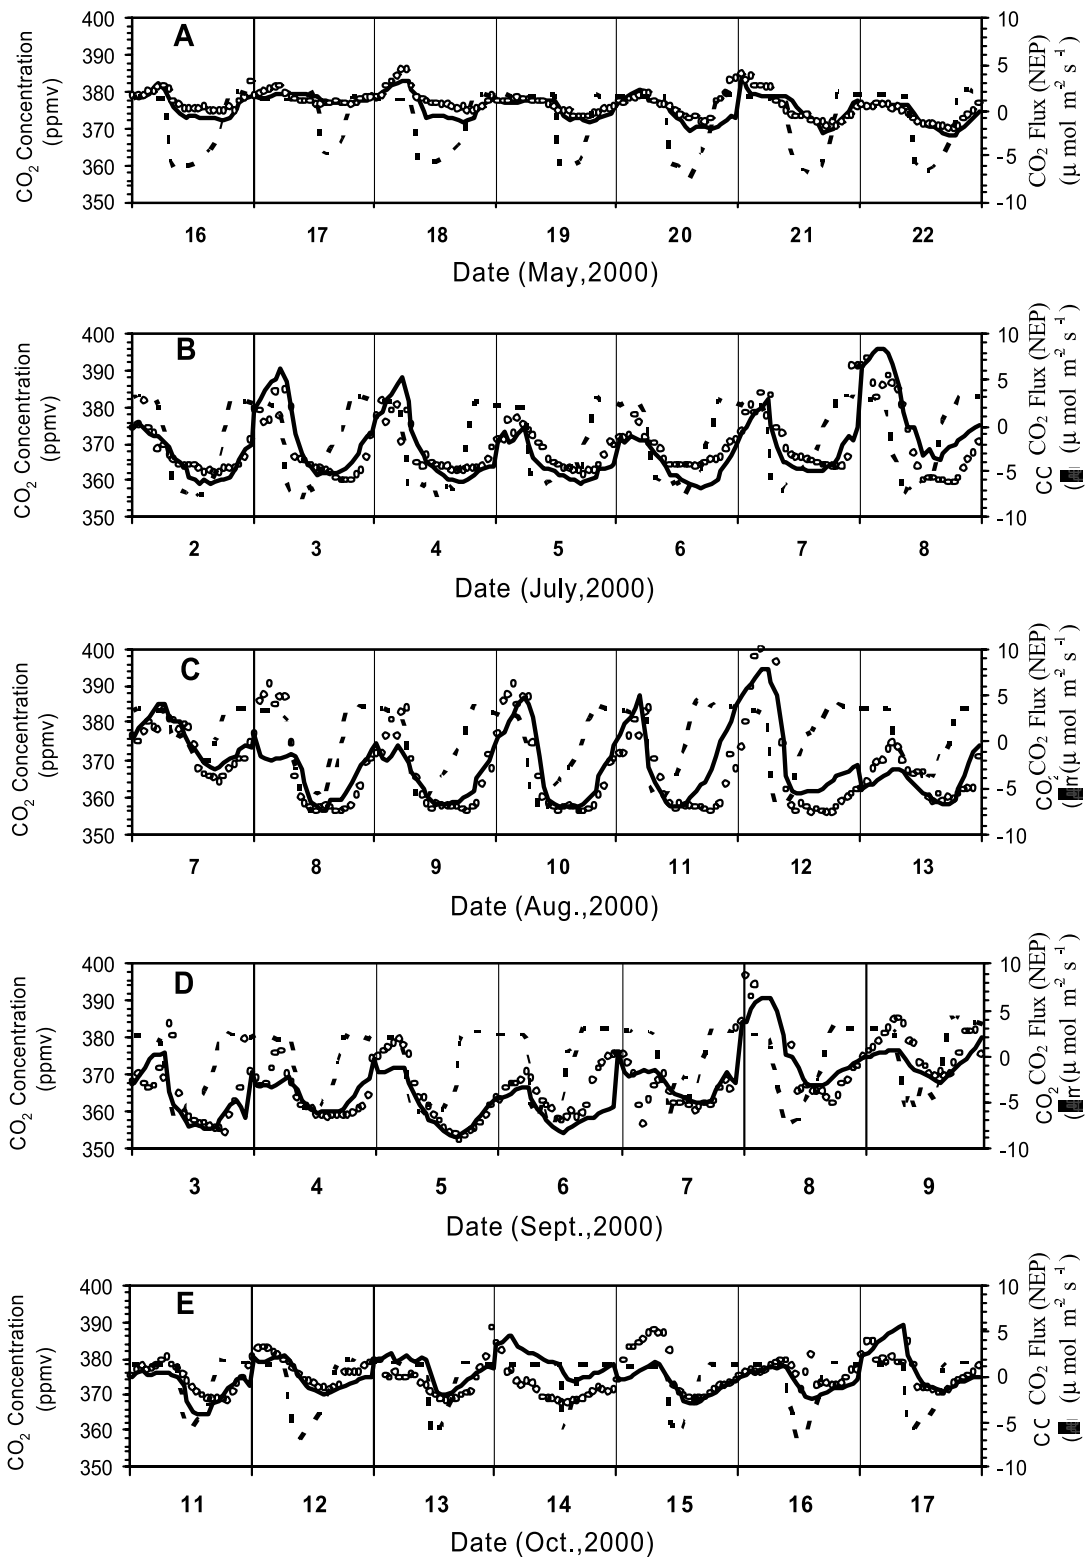 A
400
390
380
370
360
350
CO2 Concentration
(ppmv)
10
5
0
-5
-10
CO2 Flux (NEP)
(μ mol m-2 s-1)
16 17 18 19 20 21 22
Date (May,2000)
B
400
390
380
370
360
350
CO2 Concentration
(ppmv)
10
5
0
-5
-10
CO2 Flux (NEP)
(μ mol m-2 s-1)
2 3 4 5 6 7 8
Date (July,2000)
C
400
390
380
370
360
350
CO2 Concentration
(ppmv)
10
5
0
-5
-10
CO2 Flux (NEP)
(μ mol m-2 s-1)
7 8 9 10 11 12 13
Date (Aug.,2000)
D
400
390
380
370
360
350
CO2 Concentration
(ppmv)
10
5
0
-5
-10
CO2 Flux (NEP)
(μ mol m-2 s-1)
3 4 5 6 7 8 9
Date (Sept.,2000)
E
400
390
380
370
360
350
CO2 Concentration
(ppmv)
10
5
0
-5
-10
CO2 Flux (NEP)
(μ mol m-2 s-1)
11 12 13 14 15 16 17
Date (Oct.,2000)